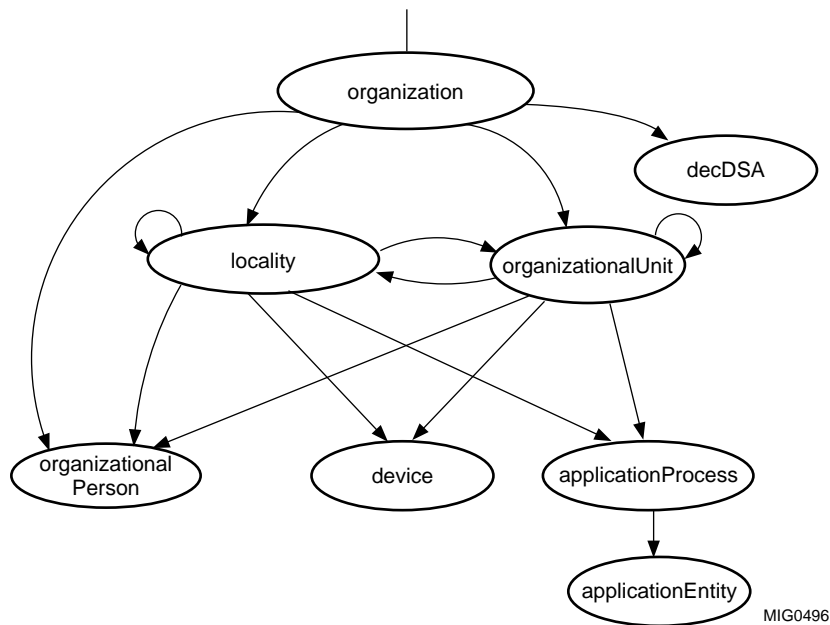 organization
decDSA
locality
organizationalUnit
organizational
Person
device
applicationProcess
applicationEntity
MIG0496